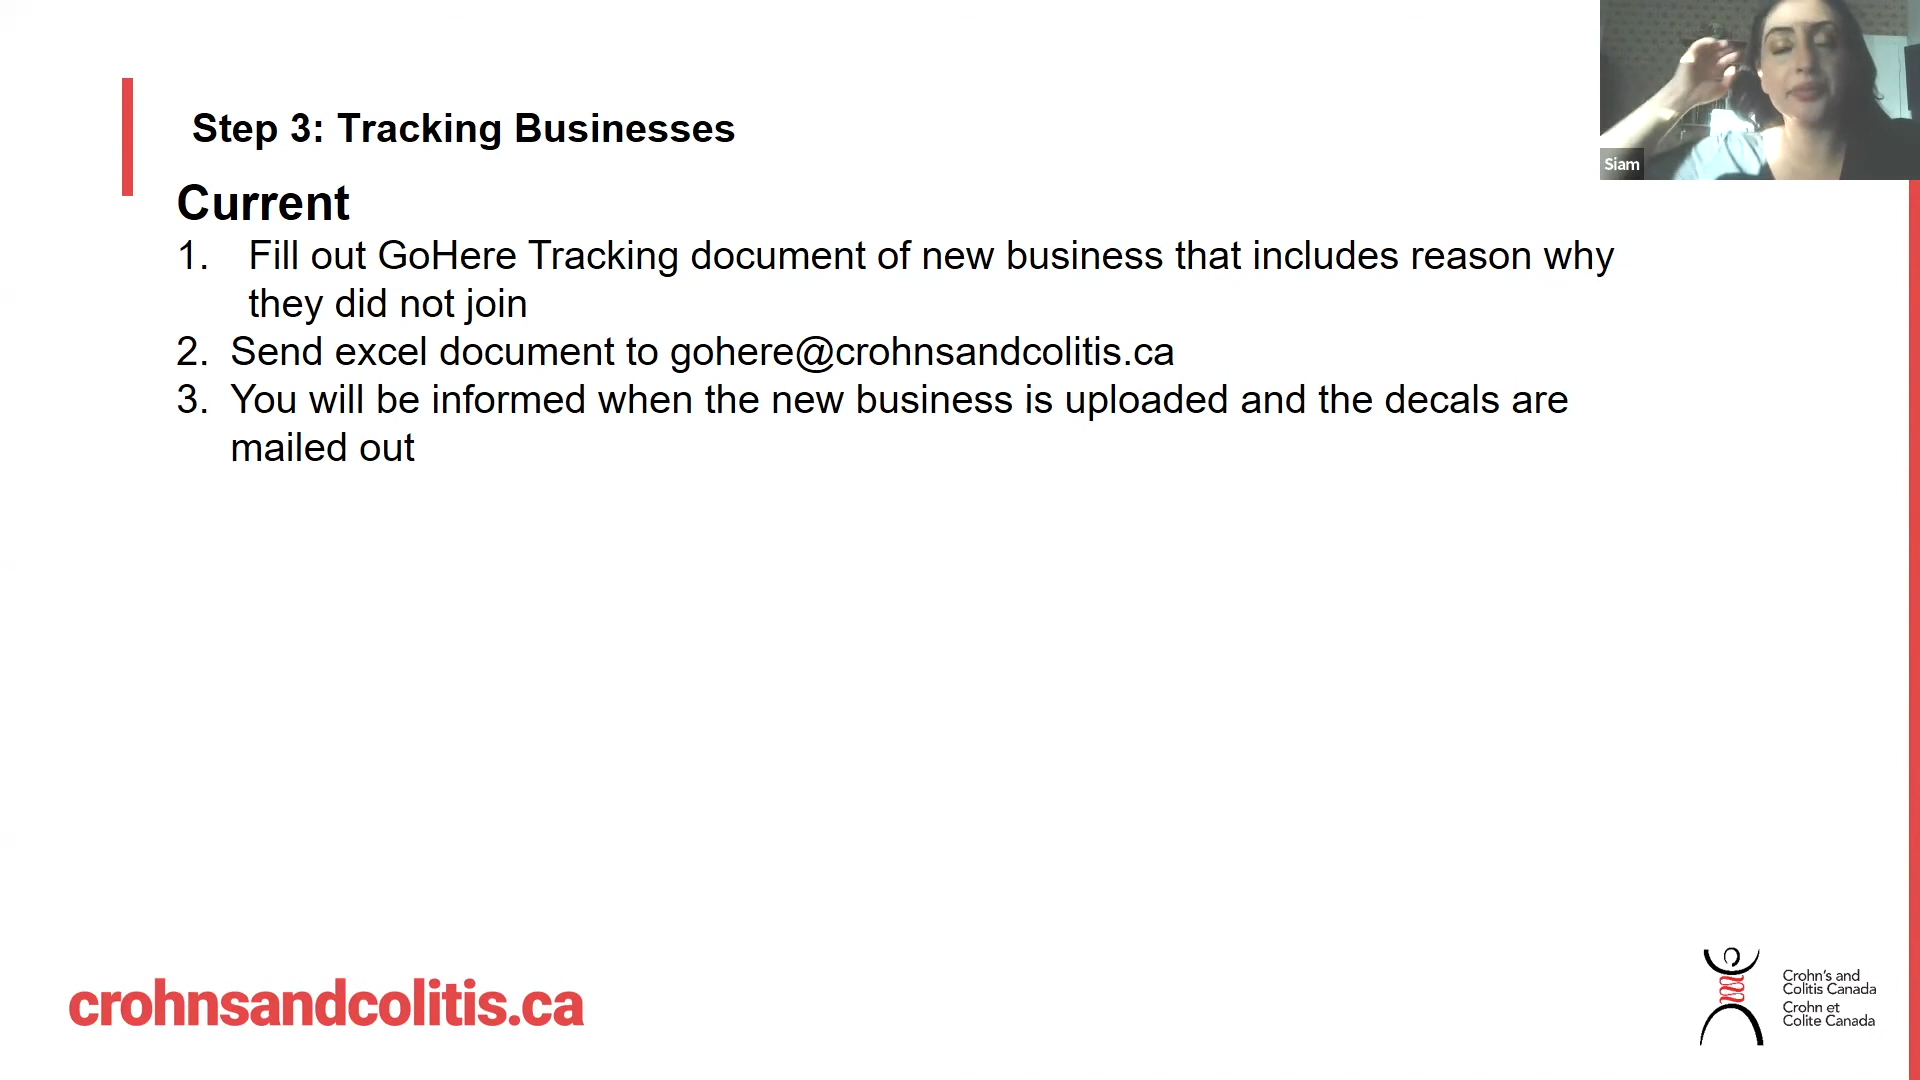 Step 3: Tracking Businesses
Siam
Current
1. Fill out GoHere Tracking document of new business that includes reason why
they did not join
2. Send excel document to gohere@crohnsandcolitis.ca
3. You will be informed when the new business is uploaded and the decals are
mailed out
crohnsandcolitis.ca
Crohn's and
Colitis Canada
Crohn et
Colite Canada